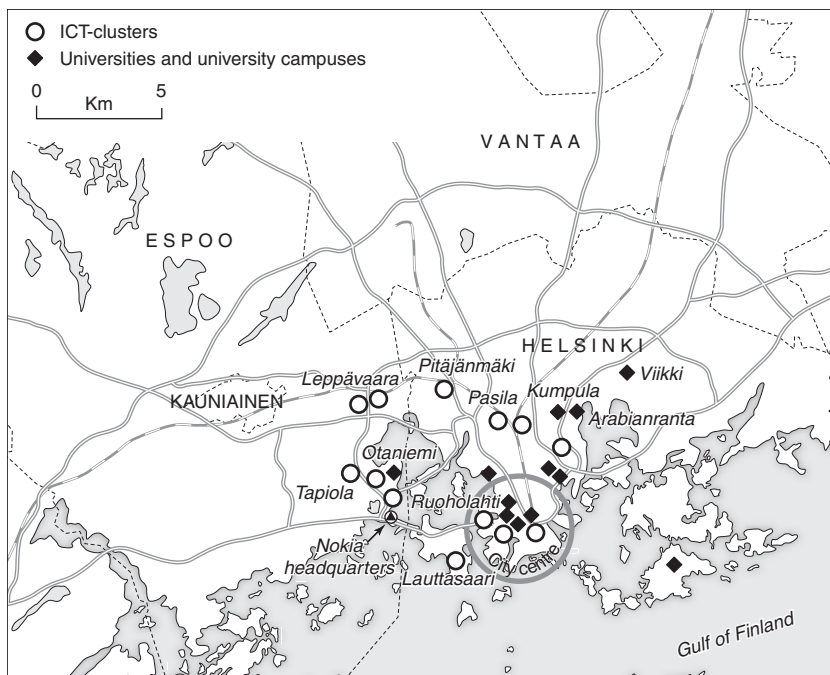 ICT-clusters
Universities and university campuses
0 5
Km
VANTAA
ESPOO
HELSINKI
Pitäjänmäki
Leppävaara
Viikki
KAUNIAINEN
Pasila
Kumpula
Arabianranta
Otaniemi
Tapiola
Ruoholahti
Nokia
headquarters
City centre
Lauttasaari
Gulf of Finland